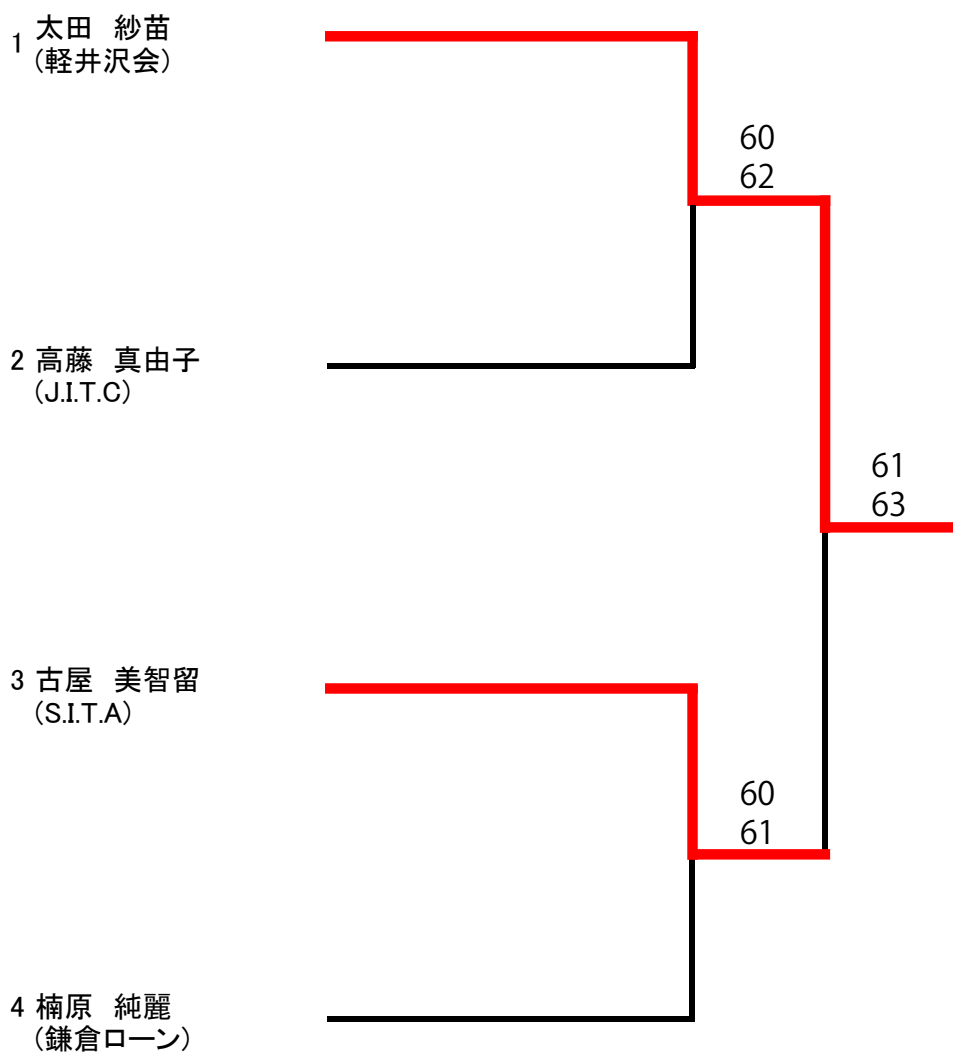 1 太田　紗苗
(軽井沢会)
60
62
2 高藤　真由子
(J.I.T.C)
61
63
3 古屋　美智留
(S.I.T.A)
60
61
4 楠原　純麗
(鎌倉ローン)